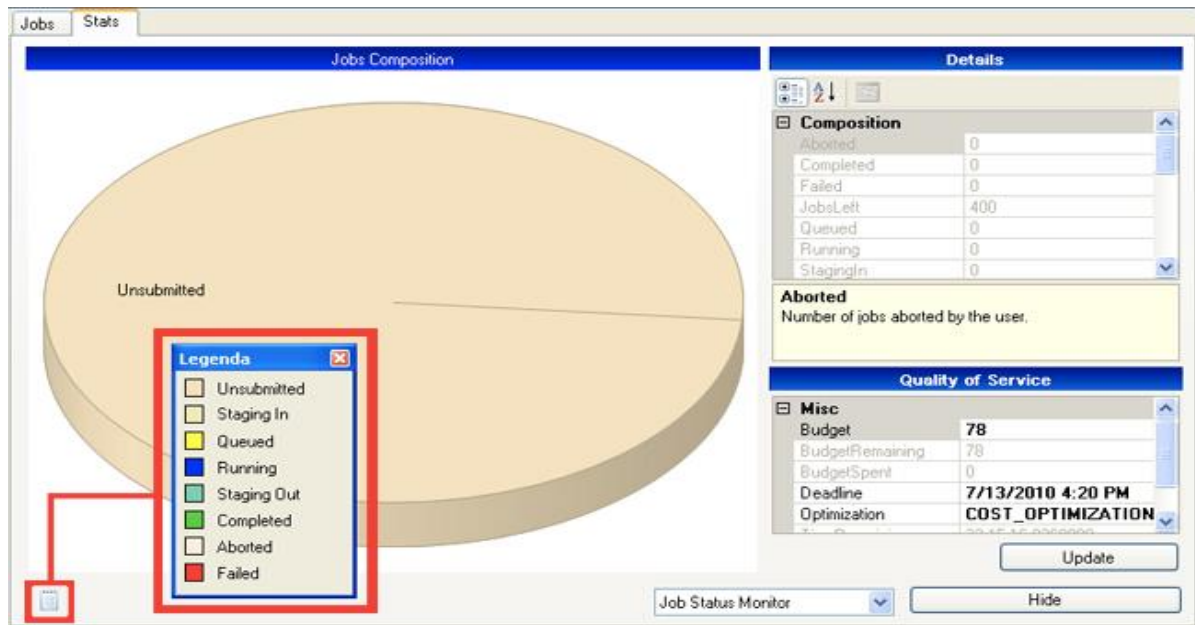 Jobs Stats
Jobs Composition
Unsubmitted
Legenda
Unsubmitted
Staging In
Queued
Running
Staging Out
Completed
Aborted
Failed
Details
Composition
Aborted 0
Completed 0
Failed 0
JobsLeft 400
Queued 0
Running 0
StagingIn 0
Aborted
Number of jobs aborted by the user.
Quality of Service
Misc
Budget 78
BudgetRemaining 78
BudgetSpent 0
Deadline 7/13/2010 4:20 PM
Optimization COST_OPTIMIZATION
Update
Job Status Monitor
Hide